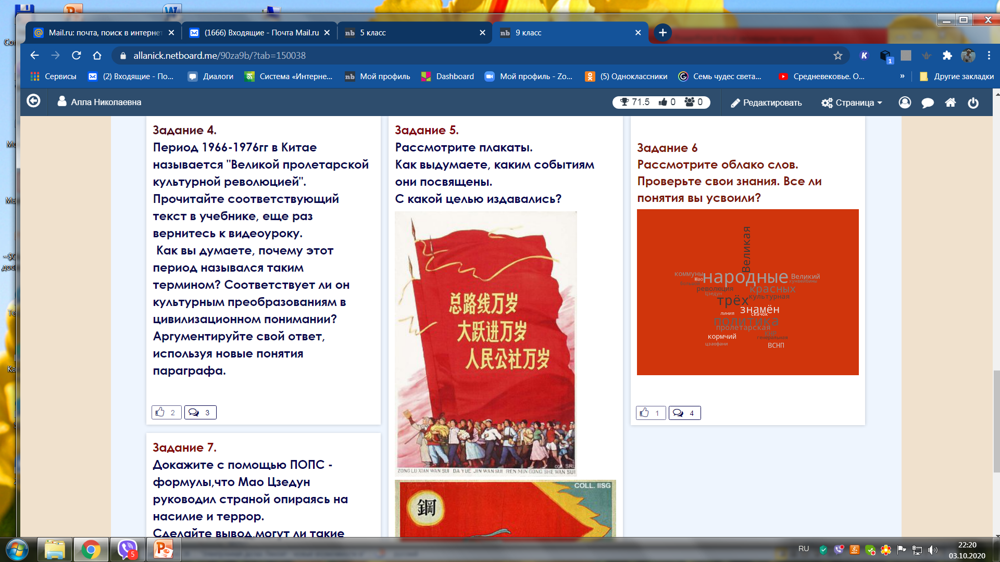 Mail.ru: почта, поиск в интернет
(1666) Входящие - Почта Mail.ru
5 класс
9 класс
allanick.netboard.me/90za9b/?tab=150038
Сервисы
(2) Входящие - По...
Диалоги
Система «Интерне...
Мой профиль
Dashboard
Мой профиль - Zo...
(5) Одноклассники
Семь чудес света...
Средневековье. О...
»
Другие закладки
Алла Николаевна
71.5
0
0
Редактировать
Страница
Задание 4.
Период 1966-1976гг в Китае
называется "Великой пролетарской
культурной революцией".
Прочитайте соответствующий
текст в учебнике, еще раз
вернитесь к видеоуроку.
Как вы думаете, почему этот
период назывался таким
термином? Соответствует ли он
культурным преобразованиям в
цивилизационном понимании?
Аргументируйте свой ответ,
используя новые понятия
параграфа.
2
3
Задание 7.
Докажите с помощью ПОПС -
формулы,что Мао Цзедун
руководил страной опираясь на
насилие и террор.
Сделайте вывод,могут ли такие
Задание 5.
Рассмотрите плакаты.
Как выдумаете, каким событиям
они посвящены.
С какой целью издавались?
总路线万岁
大跃进万岁
人民公社万岁
coll. SRL
ZONG LU XIAN WAN SUI DA YUE JIN WAN SUI REN MIN GONG SHE WAN SUI
COLL. IISG
鋼
Задание 6
Рассмотрите облако слов.
Проверьте свои знания. Все ли
понятия вы усвоили?
Великая
коммуны
народные
Великий
Мао
хунвейбины
революция
красных
Цзедун
трёх
культурная
знамён
линия
скачок
политика
пролетарская
КНР
кормчий
генеральная
цзаофани
ВСНП
1
4
5
RU
22:20
03.10.2020